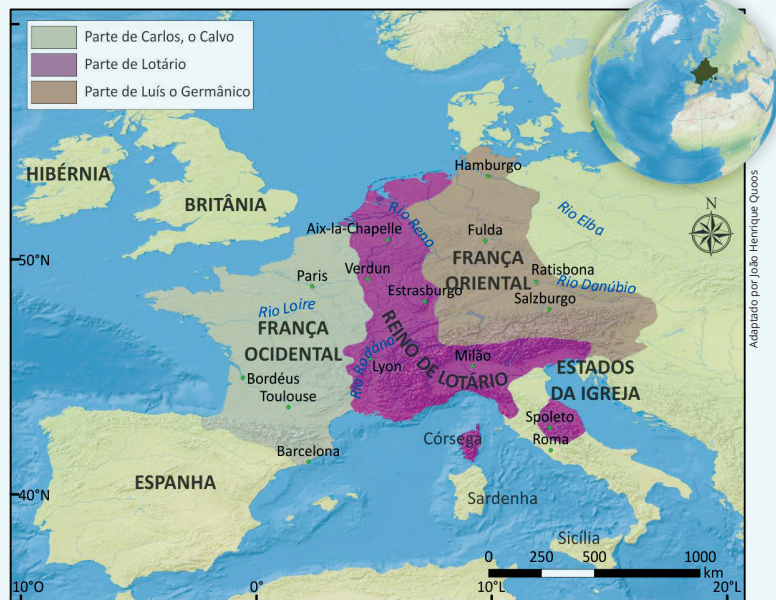 Parte de Carlos, o Calvo
Parte de Lotário
Parte de Luís o Germânico
HIBÉRNIA
BRITÂNIA
Hamburgo
Rio Reno
Rio Elba
N
Aix-la-Chapelle
Fulda
50°N
Verdun
FRANÇA
ORIENTAL
Ratisbona
Paris
Rio Danúbio
Estrasburgo
Salzburgo
Rio Loire
FRANÇA
OCIDENTAL
REINO DE LOTÁRIO
Rio Rodano
Milão
Lyon
ESTADOS
DA IGREJA
Bordéus
Toulouse
Spoleto
Roma
Córsega
Barcelona
ESPANHA
40°N
Sardenha
Sicília
0 250 500 1000
km
10°O 0° 10°L 20°L
Adaptado por João Henrique Quoos